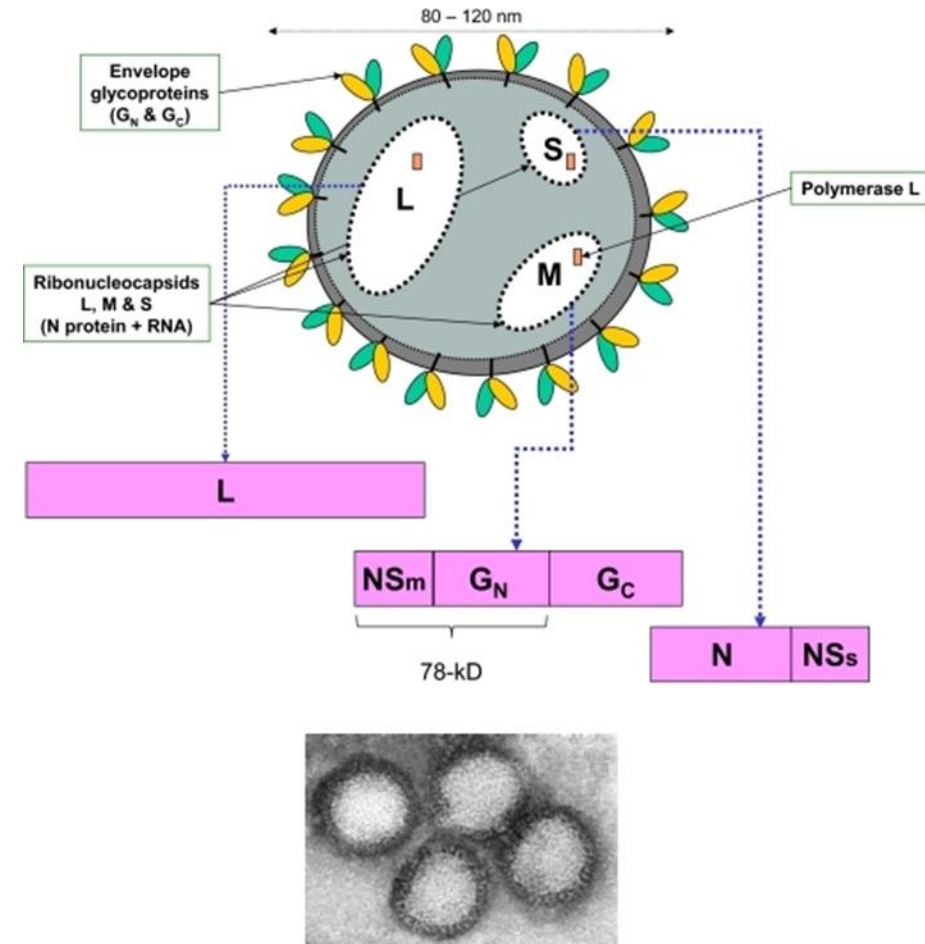 80 – 120 nm
Envelope
glycoproteins
(GN & GC)
S
Polymerase L
L
Ribonucleocapsids
L, M & S
(N protein + RNA)
M
L
NSm GN GC
78-kD
N NSs